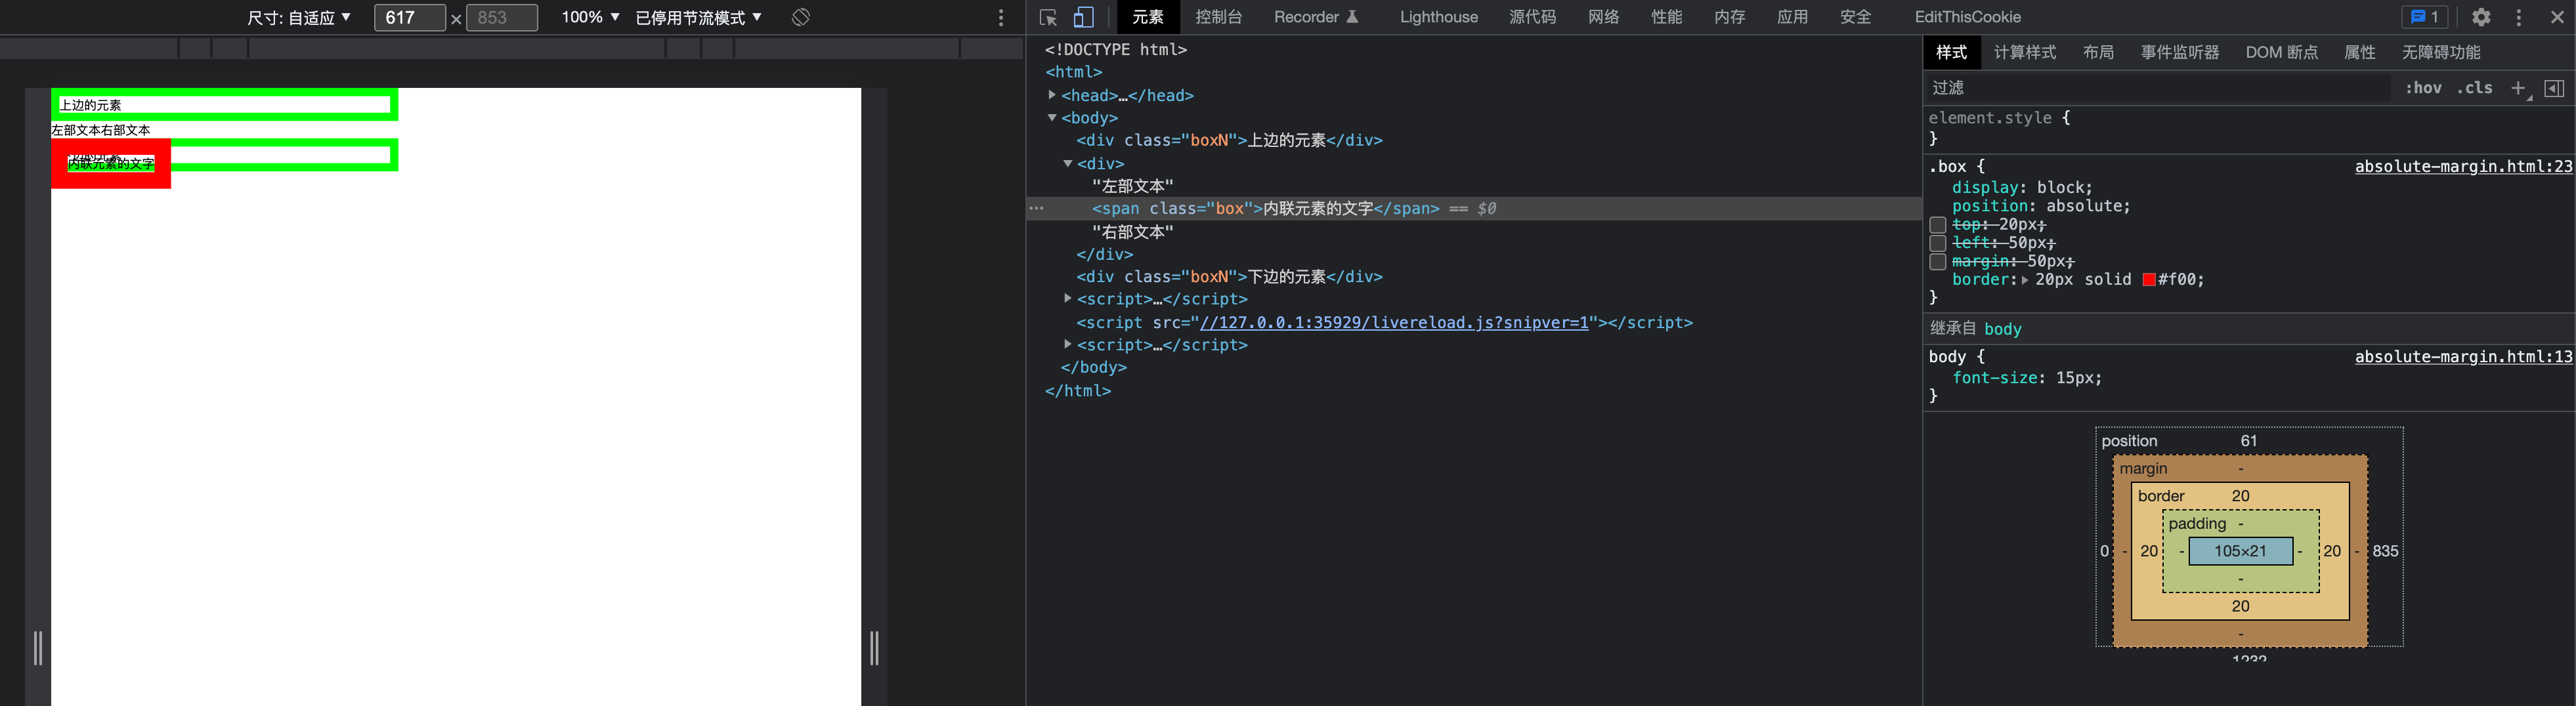 尺寸: 自适应 ▼ 617 × 853 100% ▼ 已停用节流模式 ▼
上边的元素
左部文本右部文本
内联元素的文字
元素 控制台 Recorder Lighthouse 源代码 网络 性能 内存 应用 安全 EditThisCookie 1
<!DOCTYPE html>
<html>
▶<head>…</head>
▼<body>
<div class="boxN">上边的元素</div>
▼<div>
"左部文本"
<span class="box">内联元素的文字</span> == $0
"右部文本"
</div>
<div class="boxN">下边的元素</div>
▶<script>…</script>
<script src="//127.0.0.1:35929/livereload.js?snipver=1"></script>
▶<script>…</script>
</body>
</html>
样式 计算样式 布局 事件监听器 DOM 断点 属性 无障碍功能
过滤 :hov .cls
element.style {
}
.box { absolute-margin.html:23
display: block;
position: absolute;
top: 20px;
left: 50px;
margin: 50px;
border:▶ 20px solid #f00;
}
继承自 body
body { absolute-margin.html:13
font-size: 15px;
}
position 61
margin -
border 20
padding -
0 - 20 - 105×21 - 20 - 835
-
20
-